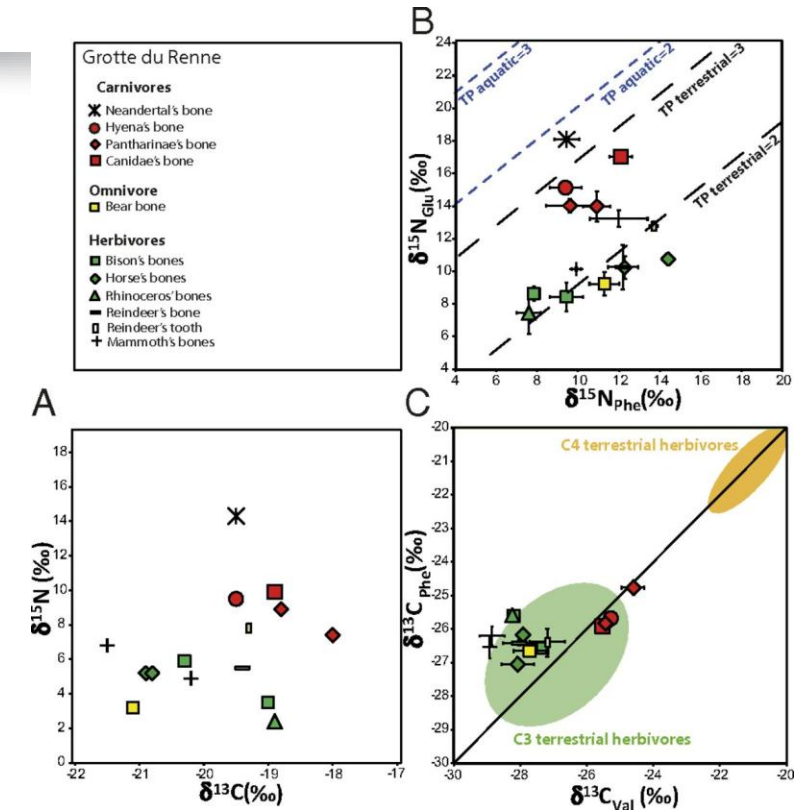 B
Grotte du Renne
Carnivores
Neandertal's bone
Hyena's bone
Pantharinae's bone
Canidae's bone
Omnivore
Bear bone
Herbivores
Bison's bones
Horse's bones
Rhinoceros' bones
Reindeer's bone
Reindeer's tooth
Mammoth's bones
24
22
20
18
16
14
12
10
8
6
4
δ15NGlu(‰)
TP aquatic=3
TP aquatic=2
TP terrestrial=3
TP terrestrial=2
4 6 8 10 12 14 16 18 20
δ15NPhe(‰)
A
18
16
14
12
10
8
6
4
2
0
δ15N (‰)
-22 -21 -20 -19 -18 -17
δ13C(‰)
C
-20
-21
-22
-23
-24
-25
-26
-27
-28
-29
-30
δ13CPhe(‰)
C4 terrestrial herbivores
C3 terrestrial herbivores
-30 -28 -26 -24 -22 -20
δ13CVal (‰)